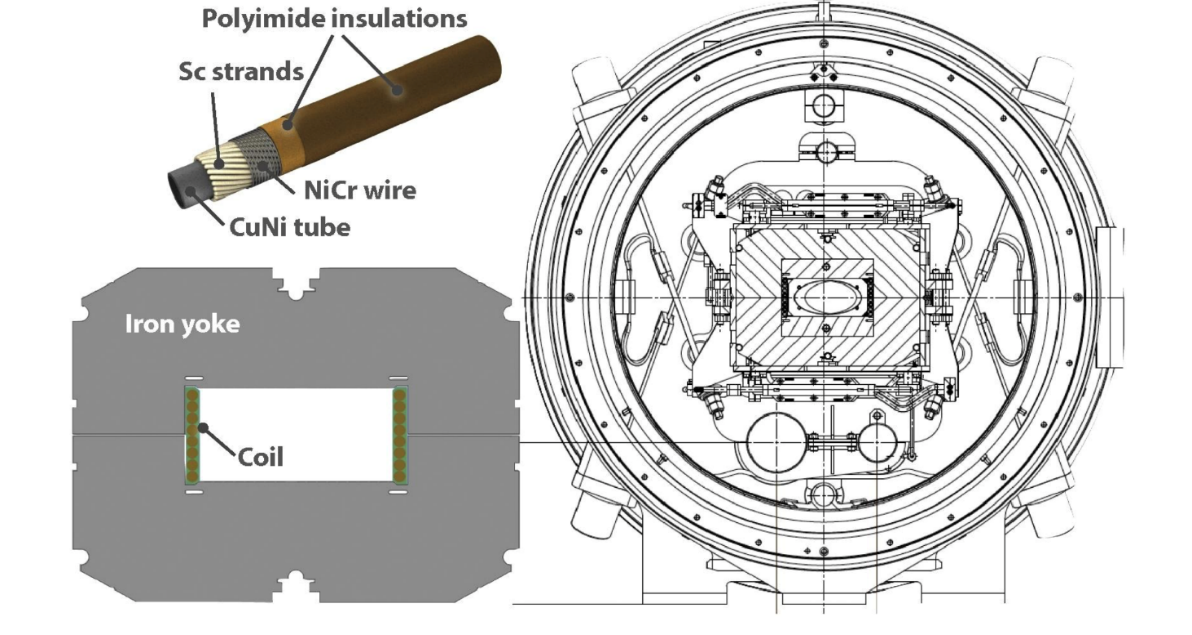 Polyimide insulations
Sc strands
NiCr wire
CuNi tube
Iron yoke
Coil